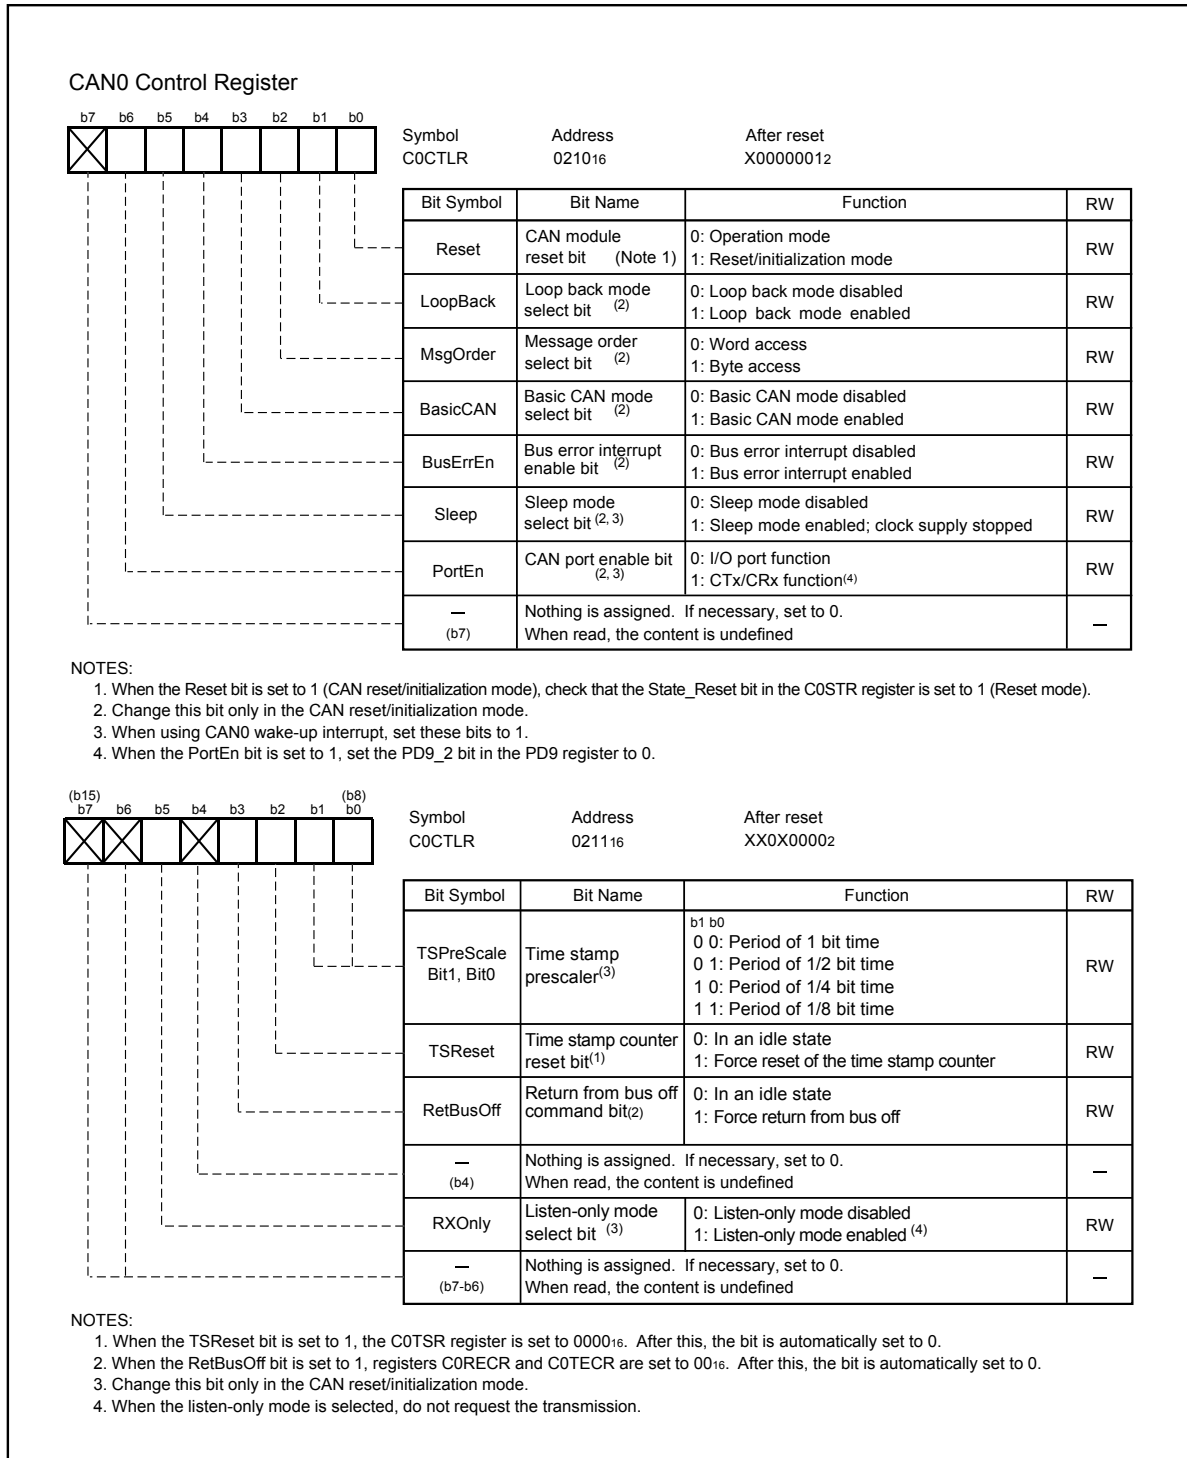 CAN0 Control Register
b7 b6 b5 b4 b3 b2 b1 b0
Symbol Address After reset
C0CTLR 021016 X00000012
Bit Symbol Bit Name Function RW
Reset
CAN module
reset bit (Note 1)
0: Operation mode
1: Reset/initialization mode
RW
LoopBack
Loop back mode
select bit (2)
0: Loop back mode disabled
1: Loop back mode enabled
RW
MsgOrder
Message order
select bit (2)
0: Word access
1: Byte access
RW
BasicCAN
Basic CAN mode
select bit (2)
0: Basic CAN mode disabled
1: Basic CAN mode enabled
RW
BusErrEn
Bus error interrupt
enable bit (2)
0: Bus error interrupt disabled
1: Bus error interrupt enabled
RW
Sleep
Sleep mode
select bit (2, 3)
0: Sleep mode disabled
1: Sleep mode enabled; clock supply stopped
RW
PortEn
CAN port enable bit
(2, 3)
0: I/O port function
1: CTx/CRx function(4)
RW
—
(b7)
Nothing is assigned. If necessary, set to 0.
When read, the content is undefined
—
NOTES:
1. When the Reset bit is set to 1 (CAN reset/initialization mode), check that the State_Reset bit in the C0STR register is set to 1 (Reset mode).
2. Change this bit only in the CAN reset/initialization mode.
3. When using CAN0 wake-up interrupt, set these bits to 1.
4. When the PortEn bit is set to 1, set the PD9_2 bit in the PD9 register to 0.
(b15) (b8)
b7 b6 b5 b4 b3 b2 b1 b0
Symbol Address After reset
C0CTLR 021116 XX0X00002
Bit Symbol Bit Name Function RW
TSPreScale
Bit1, Bit0
Time stamp
prescaler(3)
b1 b0
0 0: Period of 1 bit time
0 1: Period of 1/2 bit time
1 0: Period of 1/4 bit time
1 1: Period of 1/8 bit time
RW
TSReset
Time stamp counter
reset bit(1)
0: In an idle state
1: Force reset of the time stamp counter
RW
RetBusOff
Return from bus off
command bit(2)
0: In an idle state
1: Force return from bus off
RW
—
(b4)
Nothing is assigned. If necessary, set to 0.
When read, the content is undefined
—
RXOnly
Listen-only mode
select bit (3)
0: Listen-only mode disabled
1: Listen-only mode enabled (4)
RW
—
(b7-b6)
Nothing is assigned. If necessary, set to 0.
When read, the content is undefined
—
NOTES:
1. When the TSReset bit is set to 1, the C0TSR register is set to 000016. After this, the bit is automatically set to 0.
2. When the RetBusOff bit is set to 1, registers C0RECR and C0TECR are set to 0016. After this, the bit is automatically set to 0.
3. Change this bit only in the CAN reset/initialization mode.
4. When the listen-only mode is selected, do not request the transmission.